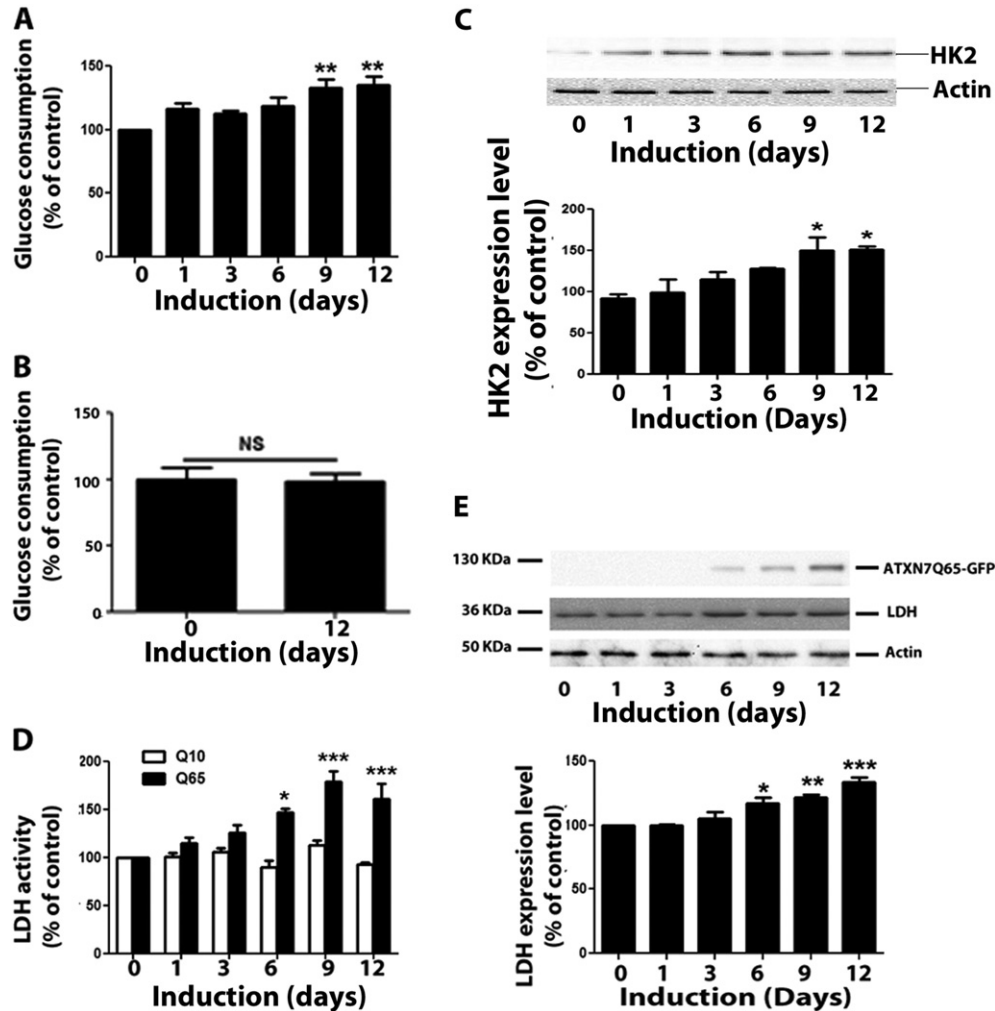 A
Glucose consumption
(% of control)
150
100
50
0
** **
0 1 3 6 9 12
Induction (days)
B
Glucose consumption
(% of control)
150
100
50
0
NS
0 12
Induction (days)
C
HK2
Actin
0 1 3 6 9 12
Induction (days)
HK2 expression level
(% of control)
200
150
100
50
0
* *
0 1 3 6 9 12
Induction (Days)
D
Q10
Q65
LDH activity
(% of control)
200
150
100
50
0
* *** ***
0 1 3 6 9 12
Induction (days)
E
130 KDa
ATXN7Q65-GFP
36 KDa
LDH
50 KDa
Actin
0 1 3 6 9 12
Induction (days)
LDH expression level
(% of control)
150
100
50
0
* ** ***
0 1 3 6 9 12
Induction (Days)